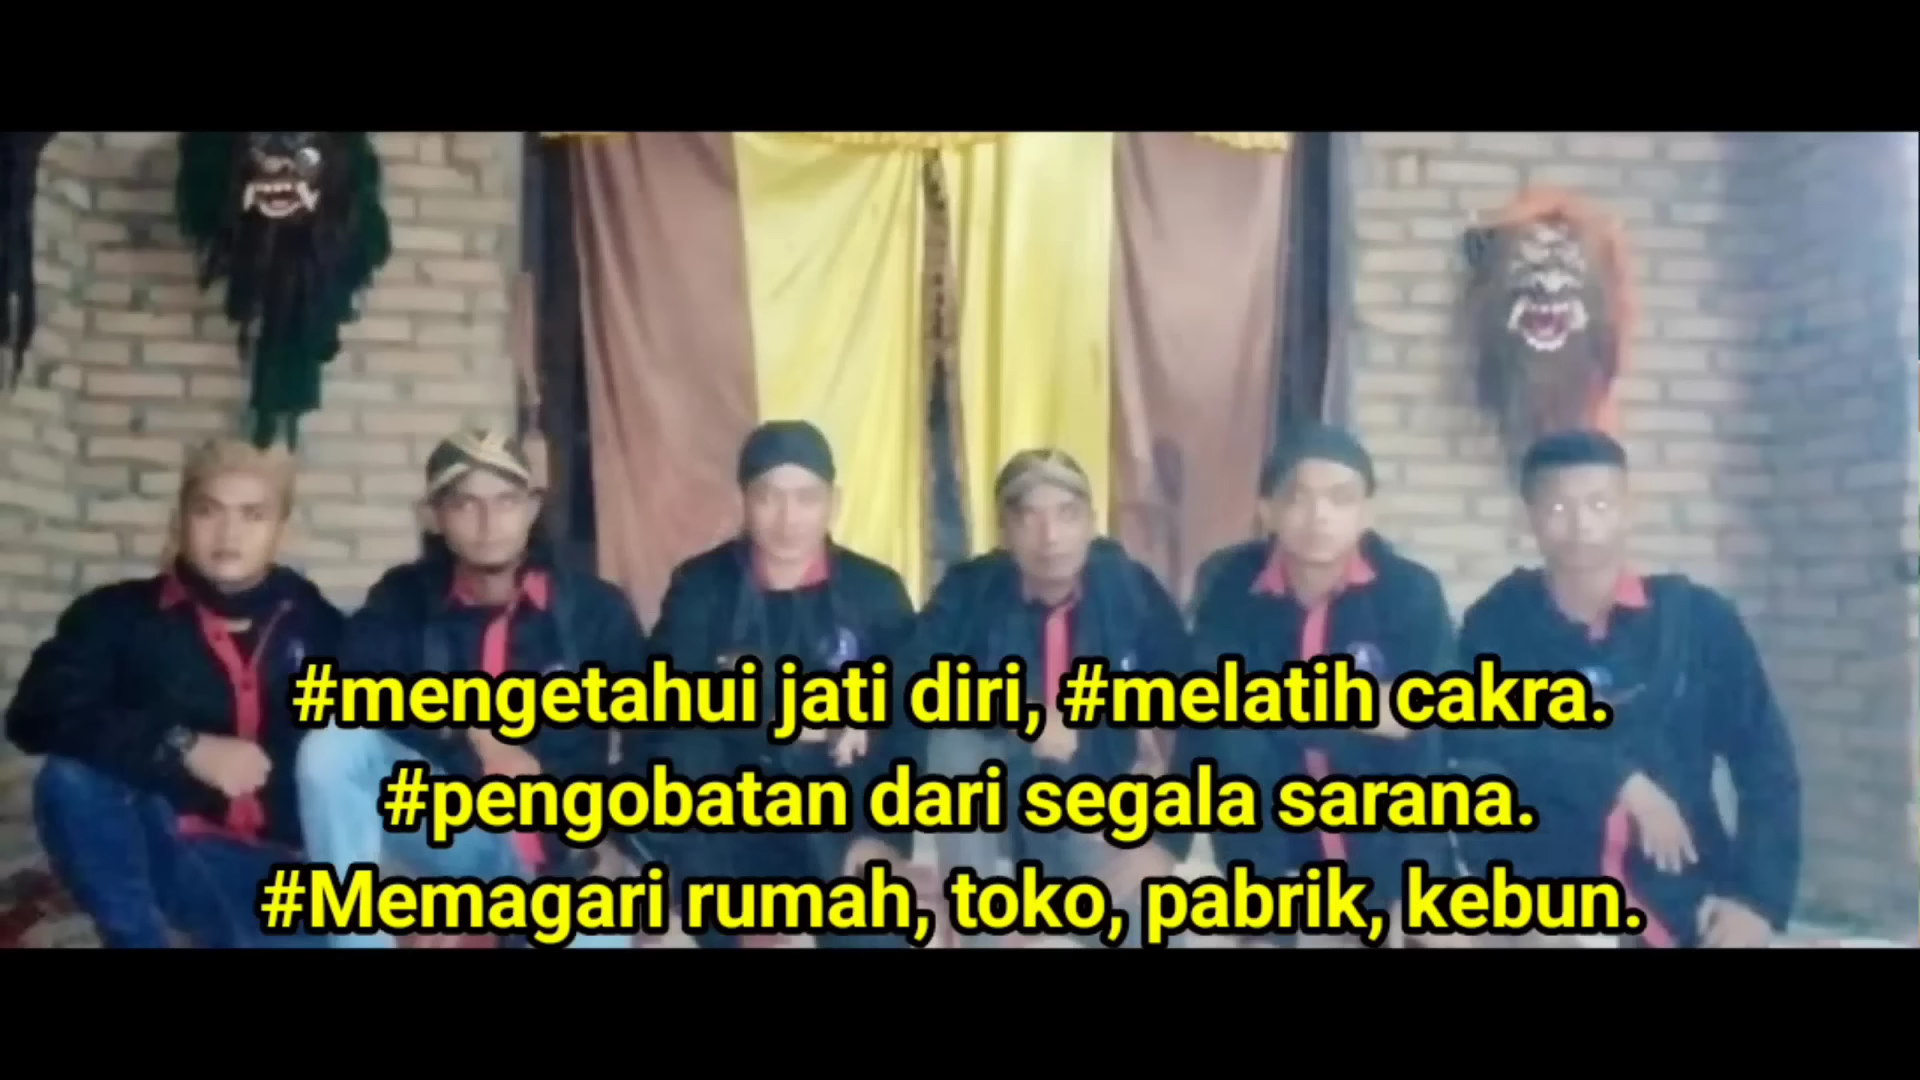 #mengetahui jati diri, #melatih cakra.
#pengobatan dari segala sarana.
#Memagari rumah, toko, pabrik, kebun.